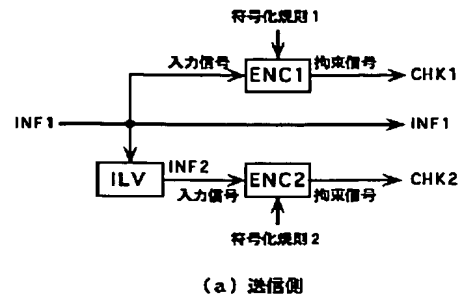 符号化規則1
入力信号
ENC1
拘束信号
CHK1
INF1
INF1
ILV
INF2
入力信号
ENC2
拘束信号
CHK2
符号化規則2
(a) 送信側